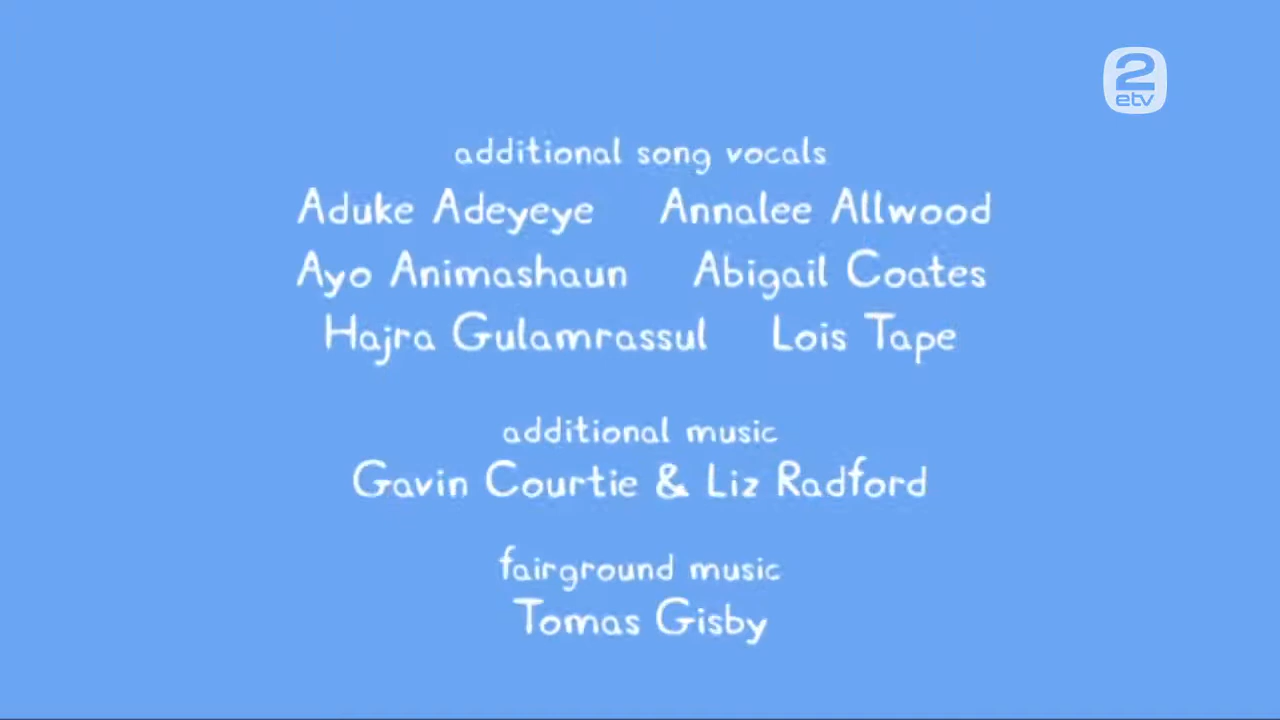 2
etv
additional song vocals
Aduke Adeyeye Annalee Allwood
Ayo Animashaun Abigail Coates
Hajra Gulamrassul Lois Tape
additional music
Gavin Courtie & Liz Radford
fairground music
Tomas Gisby